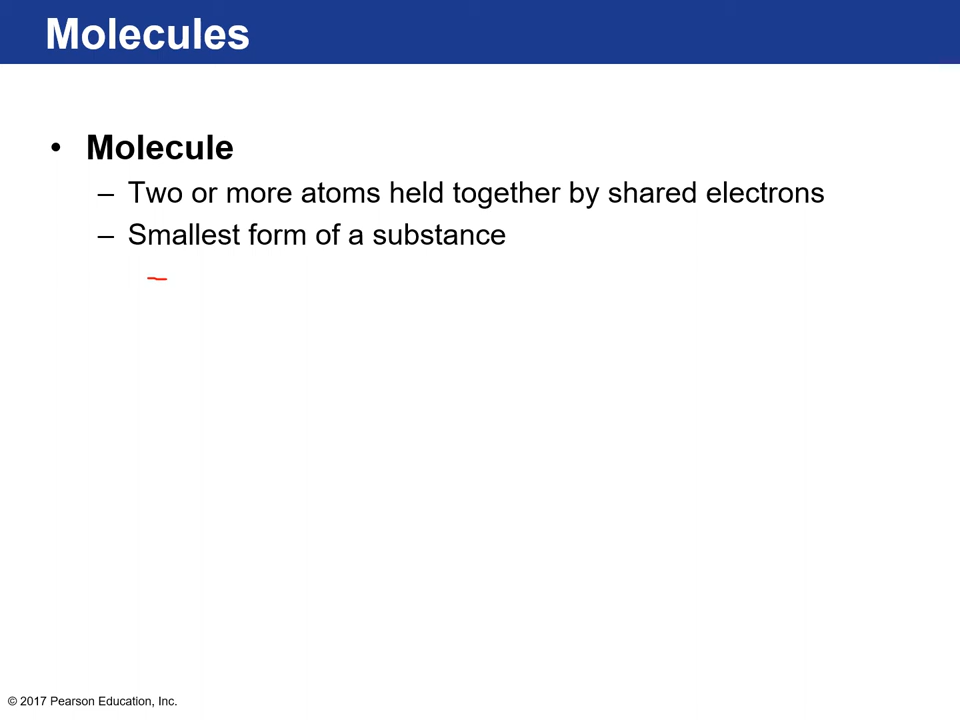 Molecules
• Molecule
– Two or more atoms held together by shared electrons
– Smallest form of a substance
© 2017 Pearson Education, Inc.